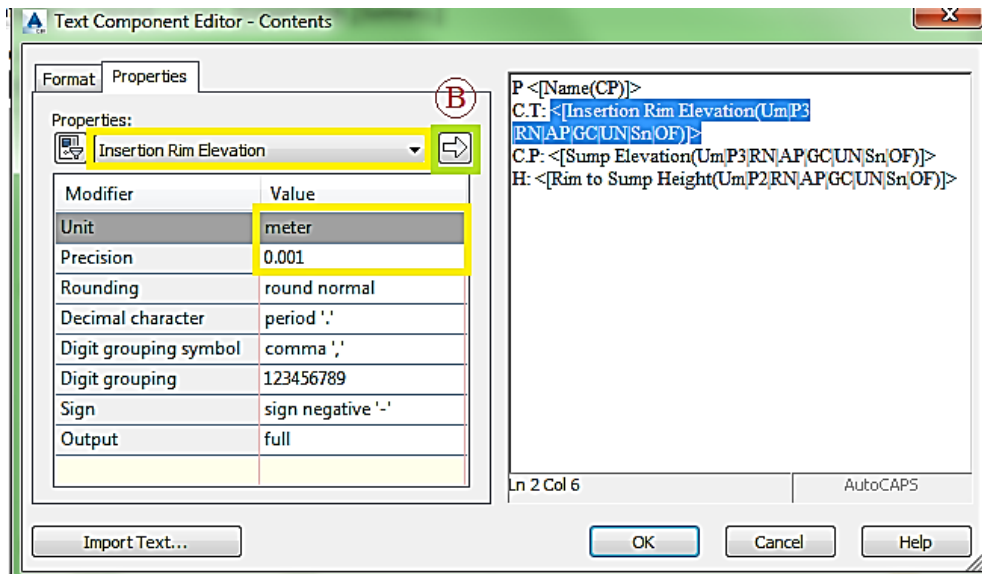 Text Component Editor - Contents
Format Properties
B
Properties:
Insertion Rim Elevation
Modifier Value
Unit meter
Precision 0.001
Rounding round normal
Decimal character period '.'
Digit grouping symbol comma ','
Digit grouping 123456789
Sign sign negative '-'
Output full
P <[Name(CP)]>
C.T: <[Insertion Rim Elevation(Um|P3
|RN|AP|GC|UN|Sn|OF)]>
C.P: <[Sump Elevation(Um|P3|RN|AP|GC|UN|Sn|OF)]>
H: <[Rim to Sump Height(Um|P2|RN|AP|GC|UN|Sn|OF)]>
Ln 2 Col 6 AutoCAPS
Import Text... OK Cancel Help